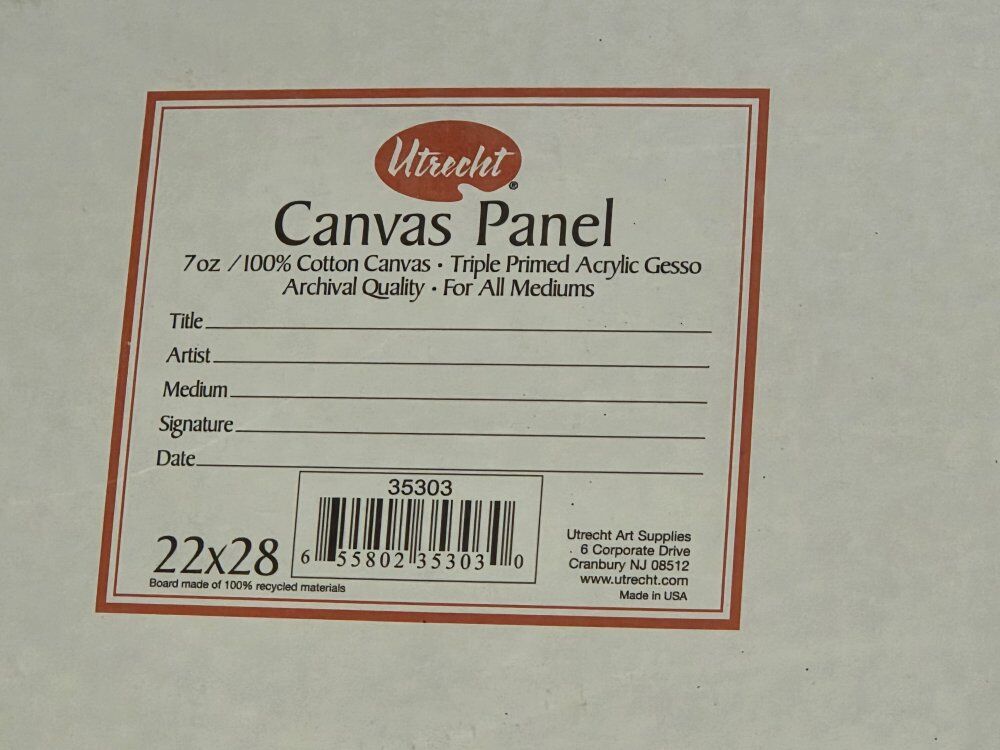 Utrecht®
Canvas Panel
7oz /100% Cotton Canvas · Triple Primed Acrylic Gesso
Archival Quality · For All Mediums
Title
Artist
Medium
Signature
Date
35303
6 55802 35303 0
22x28
Board made of 100% recycled materials
Utrecht Art Supplies
6 Corporate Drive
Cranbury NJ 08512
www.utrecht.com
Made in USA